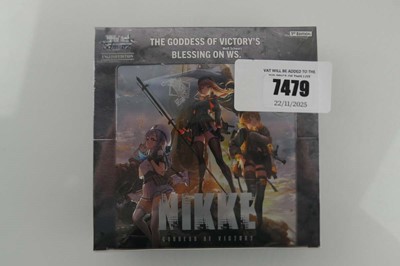 THE GODDESS OF VICTORY'S
BLESSING ON WS.
VAT WILL BE ADDED TO THE
7479
22/11/2025
NIKKE
GODDESS OF VICTORY